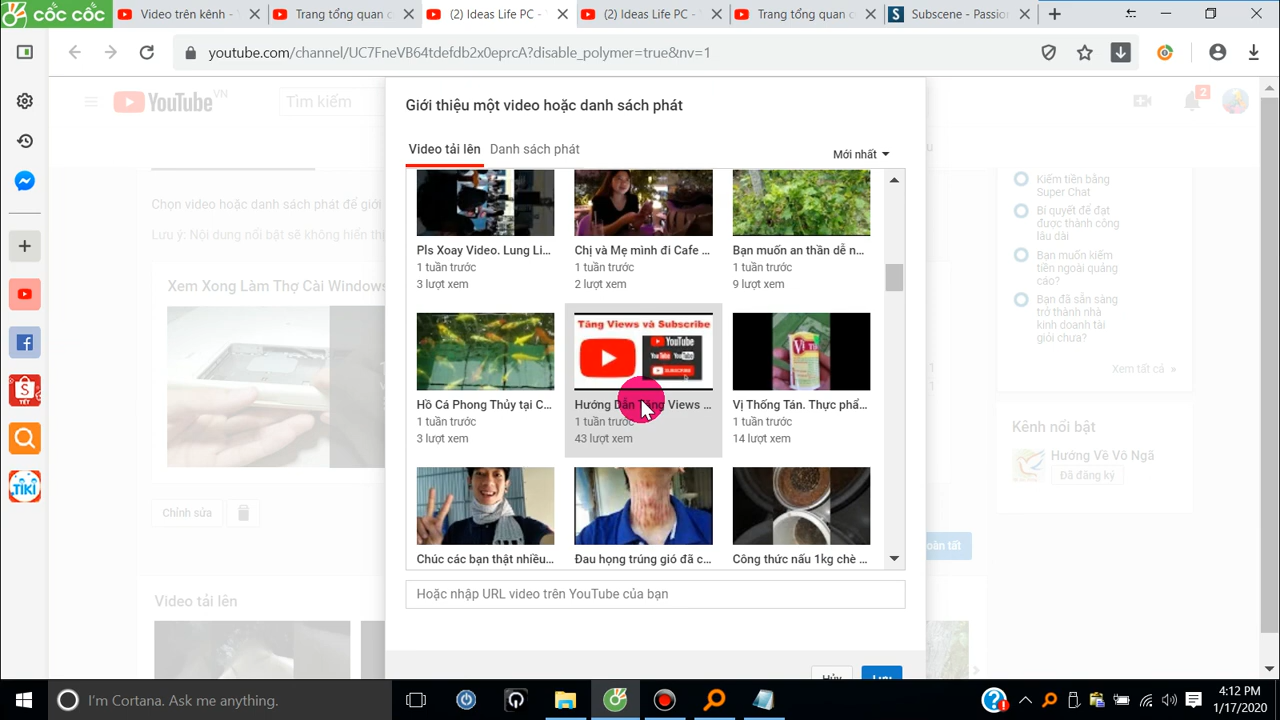 cốc cốc
Video trên kênh -
Trang tổng quan c
(2) Ideas Life PC -
(2) Ideas Life PC -
Trang tổng quan c
Subscene - Passion
youtube.com/channel/UC7FneVB64tdefdb2x0eprcA?disable_polymer=true&nv=1
YouTube VN
Tìm kiếm
2
Giới thiệu một video hoặc danh sách phát
Video tải lên
Danh sách phát
Mới nhất
Pls Xoay Video. Lung Li...
1 tuần trước
3 lượt xem
Chị và Mẹ mình đi Cafe ...
1 tuần trước
2 lượt xem
Bạn muốn an thần dễ n...
1 tuần trước
9 lượt xem
Hồ Cá Phong Thủy tại C...
1 tuần trước
3 lượt xem
Tăng Views và Subscribe
YouTube
YouTube
SUBSCRIBE
Hướng Dẫn Tăng Views ...
1 tuần trước
43 lượt xem
Vị Thống Tán. Thực phẩ...
1 tuần trước
14 lượt xem
Chúc các bạn thật nhiều...
Đau họng trúng gió đã c...
Công thức nấu 1kg chè ...
Hoặc nhập URL video trên YouTube của bạn
Hủy
Lưu
Chọn video hoặc danh sách phát để giới
Lưu ý: Nội dung nổi bật sẽ không
Xem Xong Làm Thợ Cài Windows
Chỉnh sửa
Hoàn tất
Video tải lên
Kiếm tiền bằng
Super Chat
Bí quyết để đạt
được thành công
lâu dài
Bạn muốn kiếm
tiền ngoài quảng
cáo?
Bạn đã sẵn sàng
trở thành nhà
kinh doanh tài
giỏi chưa?
Xem tất cả »
Kênh nổi bật
Hướng Về Vô Ngã
Đã đăng ký
TẾT
TIKI
I'm Cortana. Ask me anything.
4:12 PM
1/17/2020